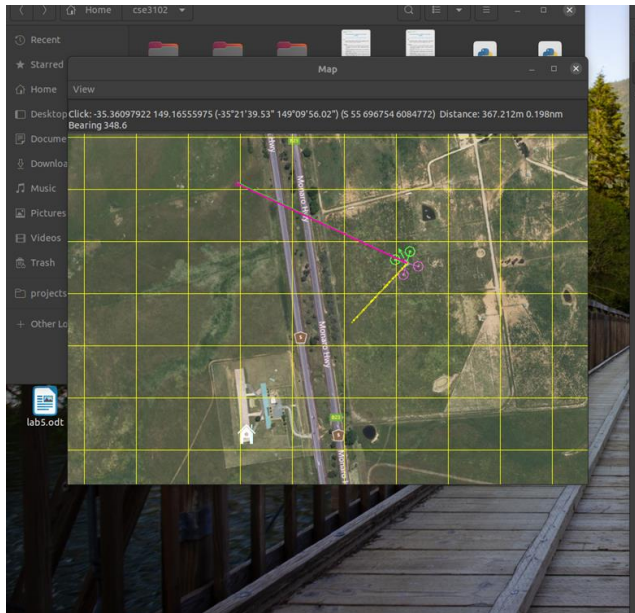 Home cse3102
Recent
Starred
Home
Desktop
Docume
Downloa
Music
Pictures
Videos
Trash
projects
Other Lo
lab5.odt
Map
View
Click: -35.36097922 149.16555975 (-35°21'39.53" 149°09'56.02") (S 55 696754 6084772) Distance: 367.212m 0.198nm
Bearing 348.6
Hwy
Monaro Hwy
Monaro Hwy
Monaro